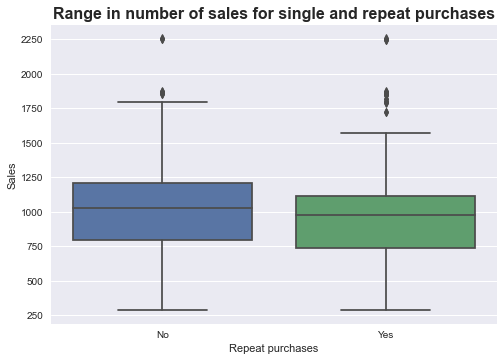 Range in number of sales for single and repeat purchases
2250
2000
1750
1500
1250
1000
750
500
250
Sales
No
Yes
Repeat purchases